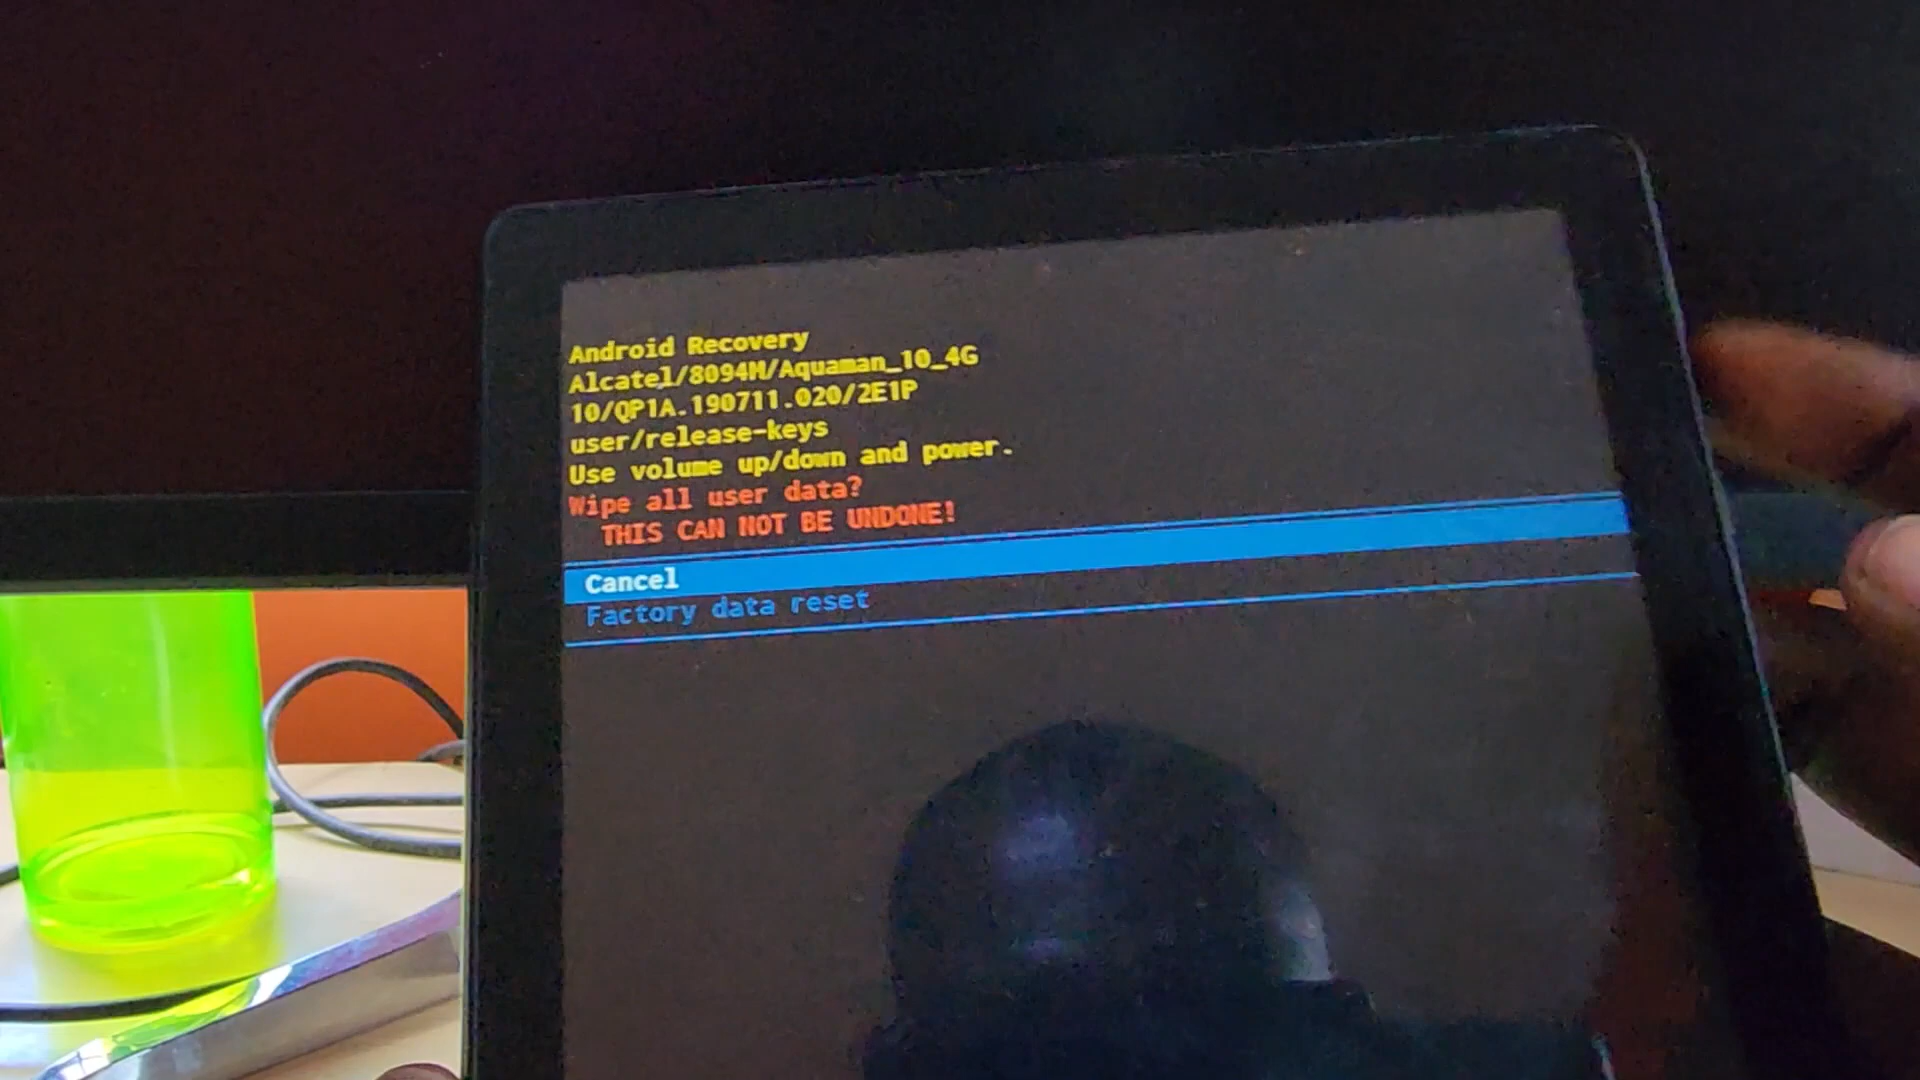 Android Recovery
Alcatel/8094M/Aquaman_10_4G
10/QP1A.190711.020/2E1P
user/release-keys
Use volume up/down and power.
Wipe all user data?
THIS CAN NOT BE UNDONE!
Cancel
Factory data reset